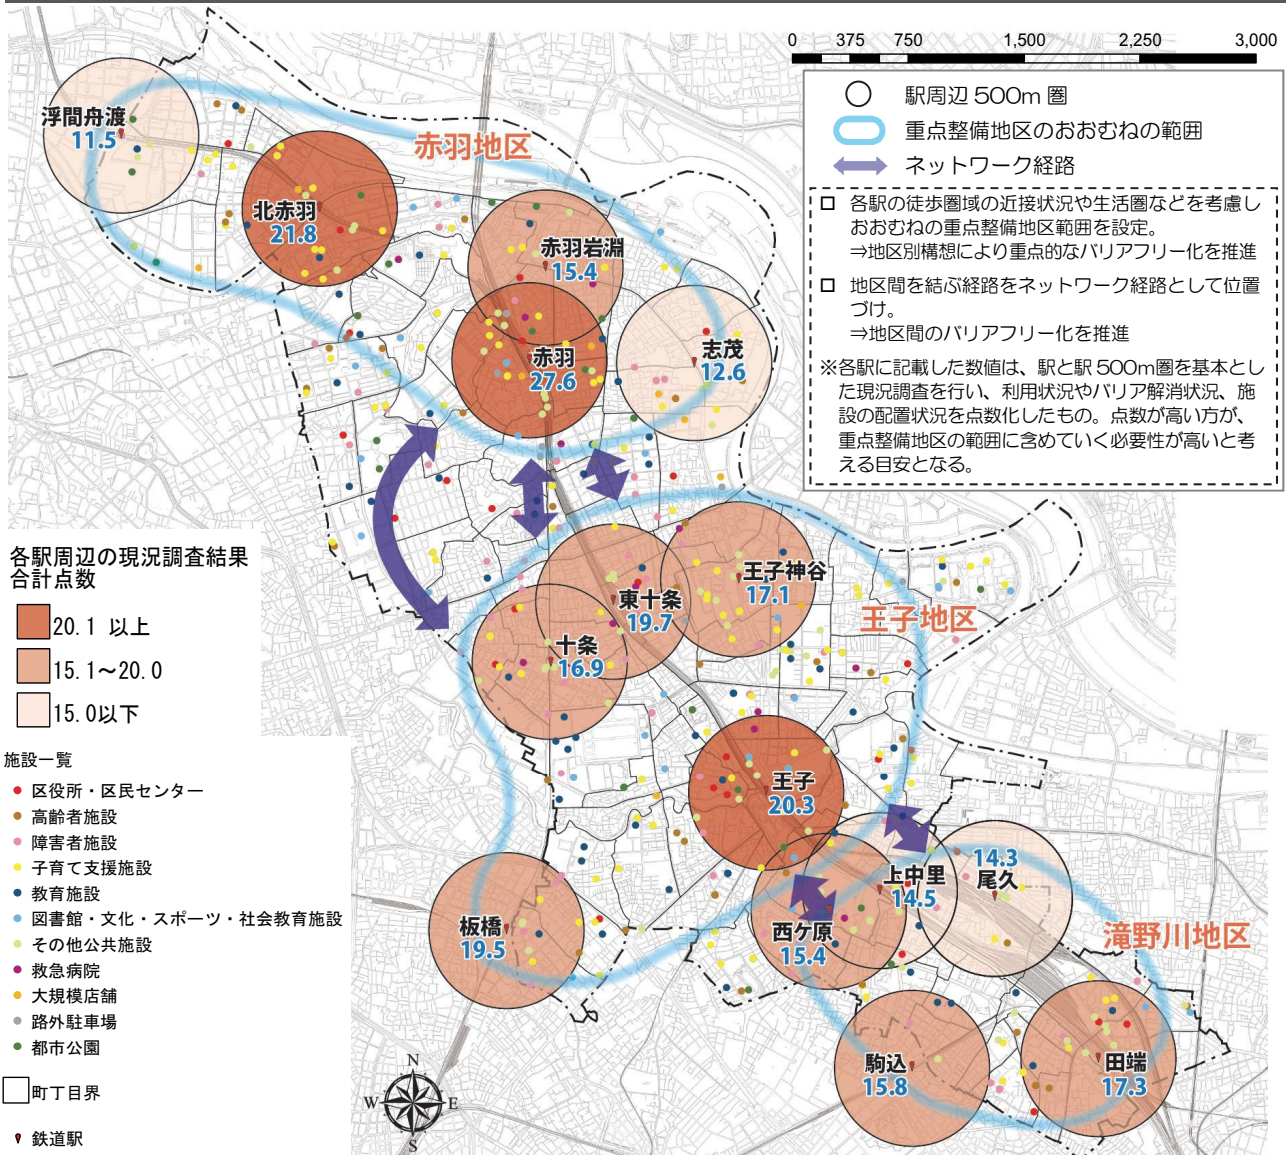 0 375 750 1,500 2,250 3,000
駅周辺 500m 圏
重点整備地区のおおむねの範囲
ネットワーク経路
各駅の徒歩圏域の近接状況や生活圏などを考慮し
おおむねの重点整備地区範囲を設定。
⇒地区別構想により重点的なバリアフリー化を推進
地区間を結ぶ経路をネットワーク経路として位置
づけ。
⇒地区間のバリアフリー化を推進
※各駅に記載した数値は、駅と駅500m圏を基本とし
た現況調査を行い、利用状況やバリア解消状況、施
設の配置状況を点数化したもの。点数が高い方が、
重点整備地区の範囲に含めていく必要性が高いと考
える目安となる。
浮間舟渡
11.5
赤羽地区
北赤羽
21.8
赤羽岩淵
15.4
赤羽
27.6
志茂
12.6
王子神谷
17.1
東十条
19.7
王子地区
十条
16.9
王子
20.3
上中里
14.5
14.3
尾久
板橋
19.5
西ケ原
15.4
滝野川地区
駒込
15.8
田端
17.3
各駅周辺の現況調査結果
合計点数
20.1 以上
15.1～20.0
15.0以下
施設一覧
区役所・区民センター
高齢者施設
障害者施設
子育て支援施設
教育施設
図書館・文化・スポーツ・社会教育施設
その他公共施設
救急病院
大規模店舗
路外駐車場
都市公園
町丁目界
鉄道駅
N
W E
S